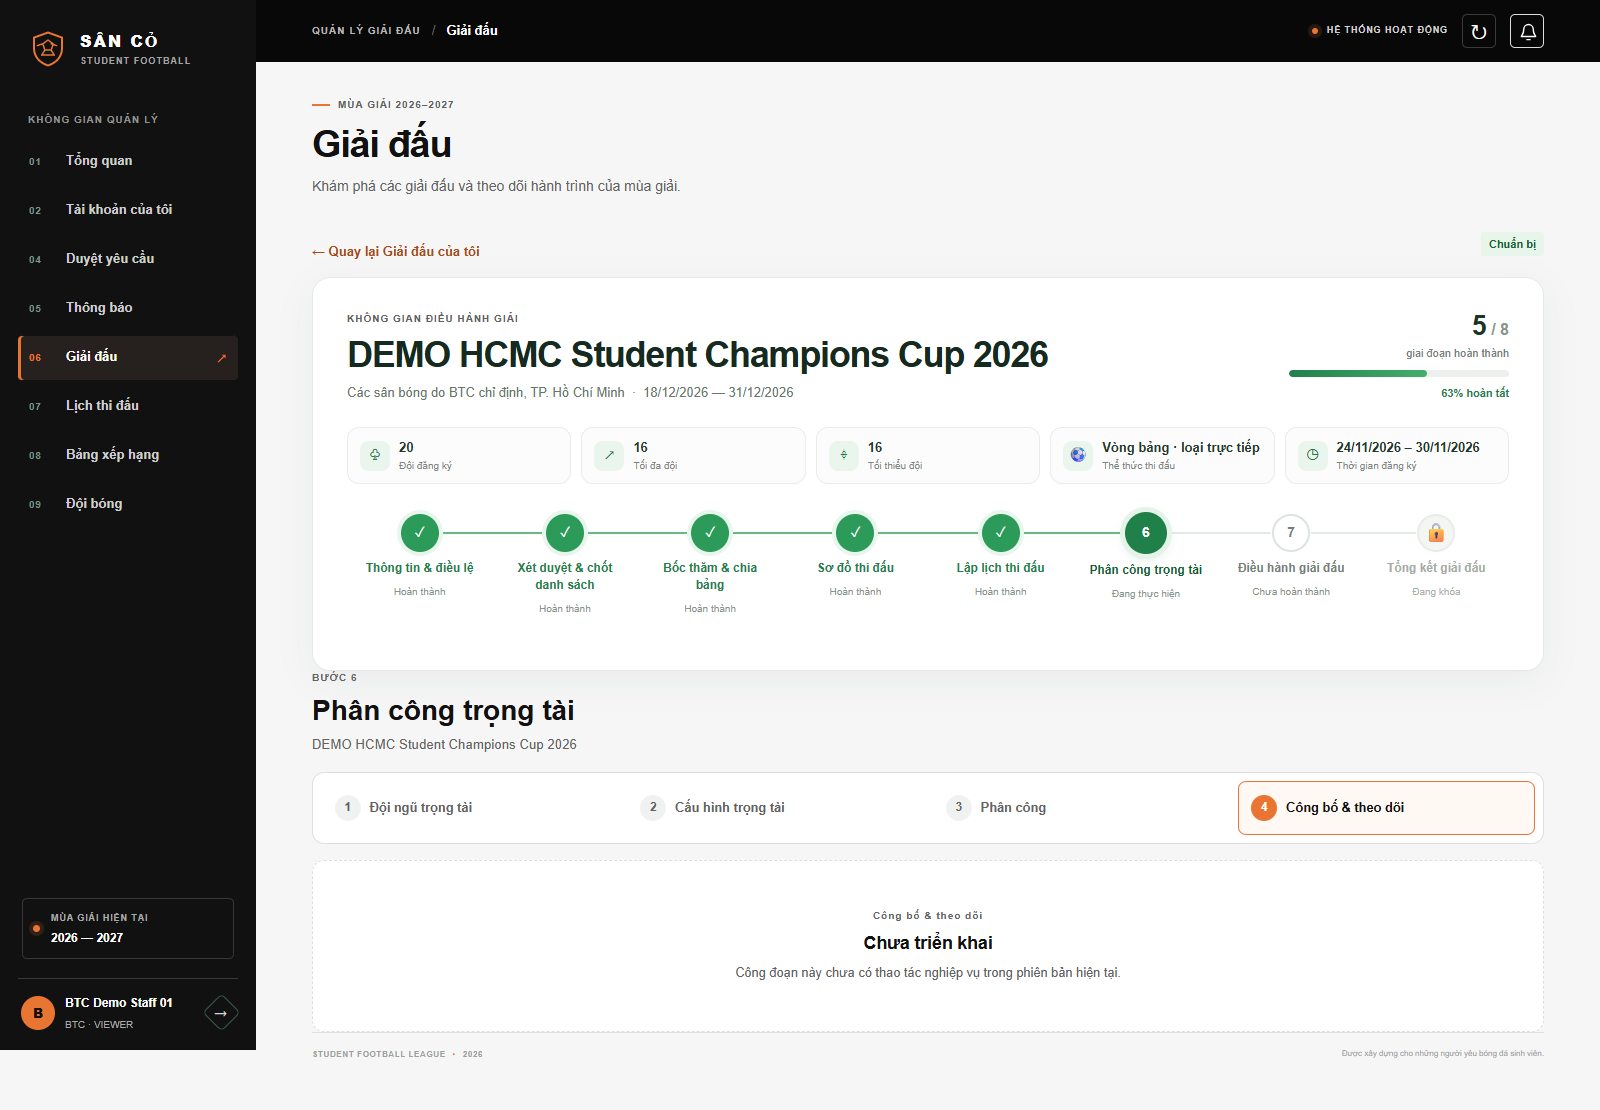 SÂN CỎ
STUDENT FOOTBALL
KHÔNG GIAN QUẢN LÝ
01 Tổng quan
02 Tài khoản của tôi
04 Duyệt yêu cầu
05 Thông báo
06 Giải đấu ↗
07 Lịch thi đấu
08 Bảng xếp hạng
09 Đội bóng
MÙA GIẢI HIỆN TẠI
2026 — 2027
B
BTC Demo Staff 01
BTC · VIEWER
→
QUẢN LÝ GIẢI ĐẤU / Giải đấu
HỆ THỐNG HOẠT ĐỘNG
MÙA GIẢI 2026–2027
Giải đấu
Khám phá các giải đấu và theo dõi hành trình của mùa giải.
← Quay lại Giải đấu của tôi
Chuẩn bị
KHÔNG GIAN ĐIỀU HÀNH GIẢI
DEMO HCMC Student Champions Cup 2026
Các sân bóng do BTC chỉ định, TP. Hồ Chí Minh · 18/12/2026 — 31/12/2026
5 / 8
giai đoạn hoàn thành
63% hoàn tất
20
Đội đăng ký
16
Tối đa đội
16
Tối thiểu đội
Vòng bảng · loại trực tiếp
Thể thức thi đấu
24/11/2026 – 30/11/2026
Thời gian đăng ký
✓ Thông tin & điều lệ
Hoàn thành
✓ Xét duyệt & chốt
danh sách
Hoàn thành
✓ Bốc thăm & chia
bảng
Hoàn thành
✓ Sơ đồ thi đấu
Hoàn thành
✓ Lập lịch thi đấu
Hoàn thành
6 Phân công trọng tài
Đang thực hiện
7 Điều hành giải đấu
Chưa hoàn thành
Tổng kết giải đấu
Đang khóa
BƯỚC 6
Phân công trọng tài
DEMO HCMC Student Champions Cup 2026
1 Đội ngũ trọng tài
2 Cấu hình trọng tài
3 Phân công
4 Công bố & theo dõi
Công bố & theo dõi
Chưa triển khai
Công đoạn này chưa có thao tác nghiệp vụ trong phiên bản hiện tại.
STUDENT FOOTBALL LEAGUE · 2026
Được xây dựng cho những người yêu bóng đá sinh viên.